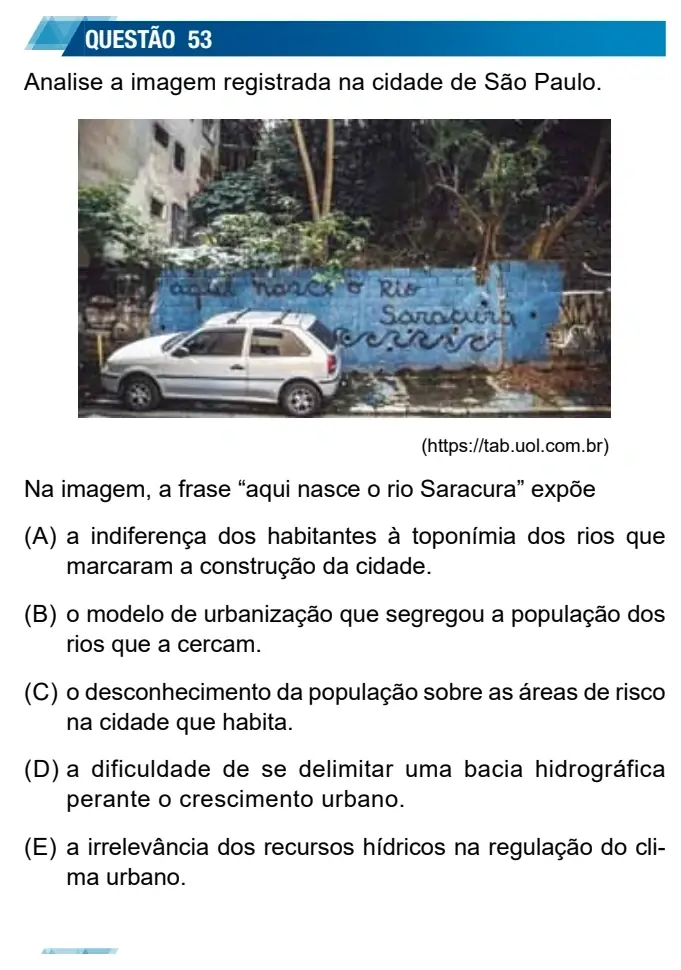 QUESTÃO 53
Analise a imagem registrada na cidade de São Paulo.
aqui nasce o Rio
Saracura
(https://tab.uol.com.br)
Na imagem, a frase “aqui nasce o rio Saracura” expõe
(A) a indiferença dos habitantes à toponímia dos rios que
marcaram a construção da cidade.
(B) o modelo de urbanização que segregou a população dos
rios que a cercam.
(C) o desconhecimento da população sobre as áreas de risco
na cidade que habita.
(D) a dificuldade de se delimitar uma bacia hidrográfica
perante o crescimento urbano.
(E) a irrelevância dos recursos hídricos na regulação do cli-
ma urbano.